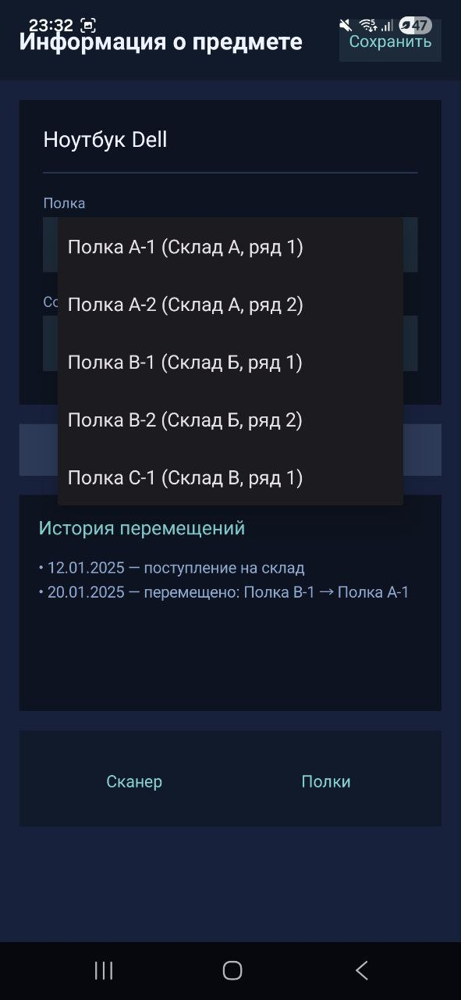 23:32
47
Информация о предмете
Сохранить
Ноутбук Dell
Полка
Полка A-1 (Склад А, ряд 1)
Со
Полка A-2 (Склад А, ряд 2)
Полка B-1 (Склад Б, ряд 1)
Полка B-2 (Склад Б, ряд 2)
Полка C-1 (Склад В, ряд 1)
История перемещений
• 12.01.2025 — поступление на склад
• 20.01.2025 — перемещено: Полка B-1 → Полка A-1
Сканер
Полки